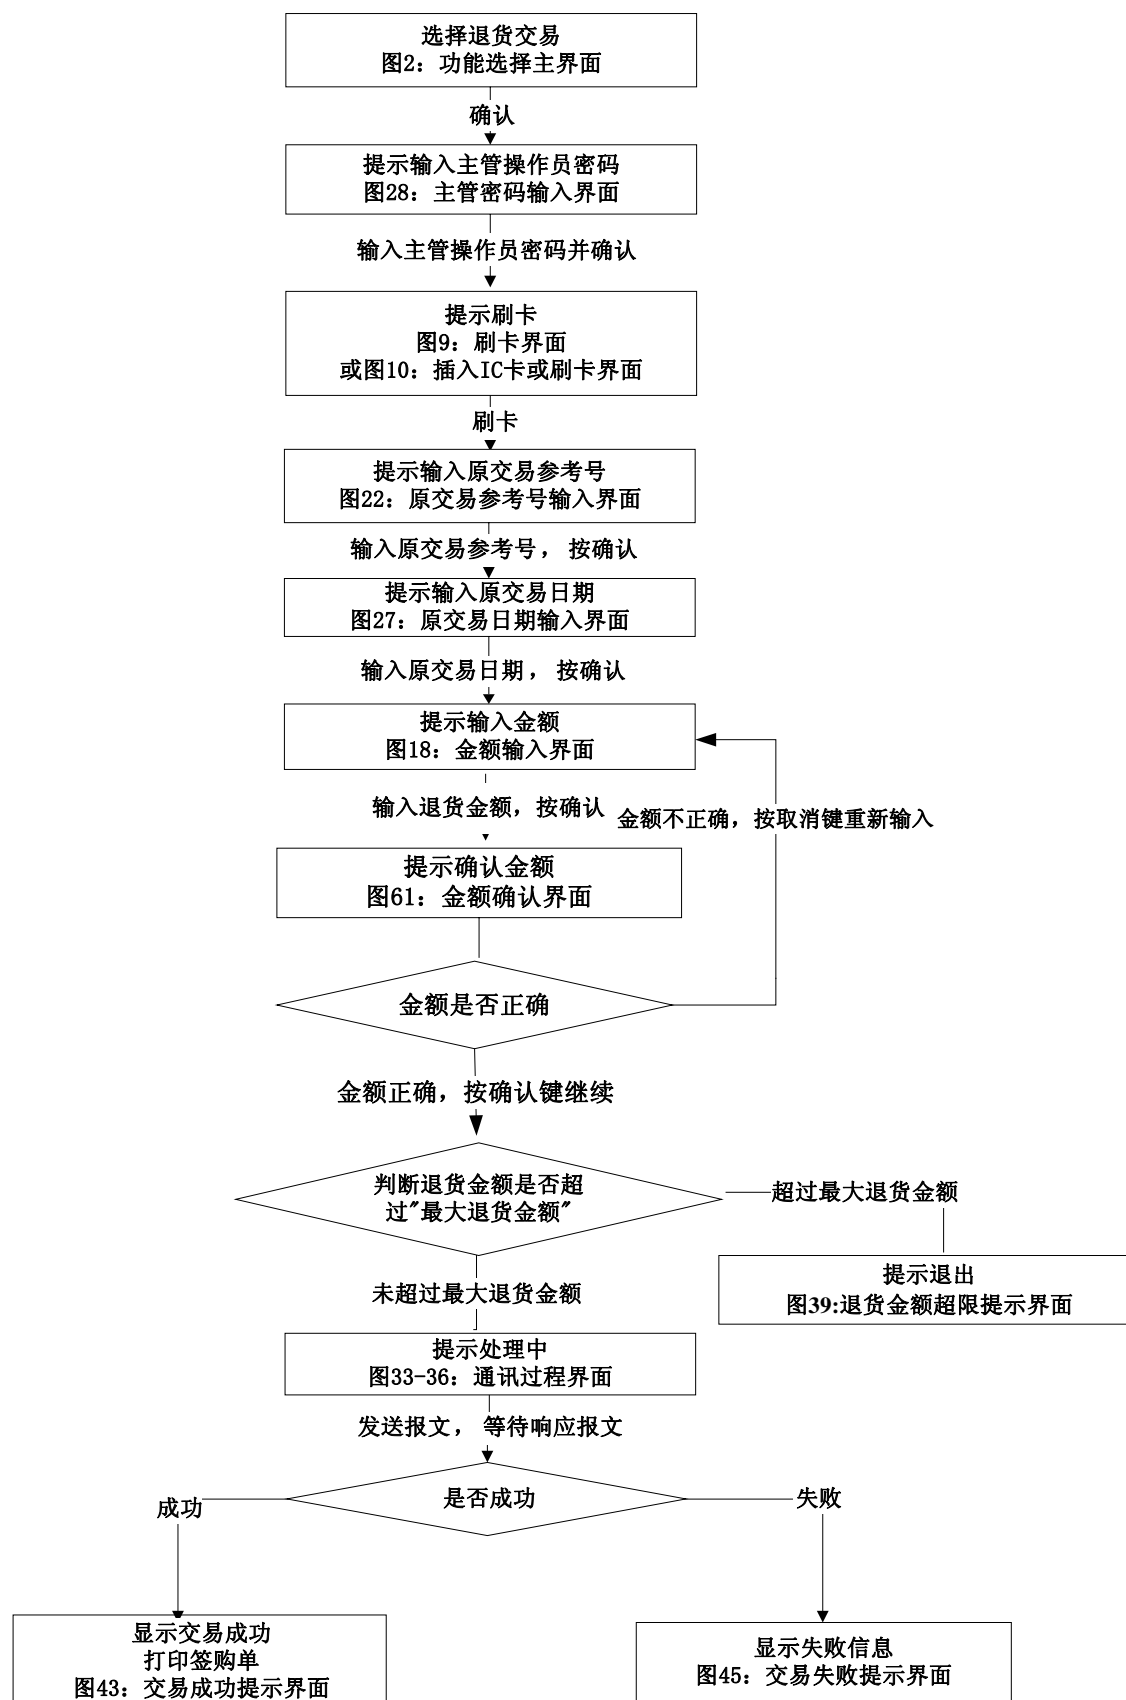 选择退货交易
图2：功能选择主界面
确认
提示输入主管操作员密码
图28：主管密码输入界面
输入主管操作员密码并确认
提示刷卡
图9：刷卡界面
或图10：插入IC卡或刷卡界面
刷卡
提示输入原交易参考号
图22：原交易参考号输入界面
输入原交易参考号，按确认
提示输入原交易日期
图27：原交易日期输入界面
输入原交易日期，按确认
提示输入金额
图18：金额输入界面
输入退货金额，按确认
金额不正确，按取消键重新输入
提示确认金额
图61：金额确认界面
金额是否正确
金额正确，按确认键继续
判断退货金额是否超
过"最大退货金额"
超过最大退货金额
提示退出
图39:退货金额超限提示界面
未超过最大退货金额
提示处理中
图33-36：通讯过程界面
发送报文，等待响应报文
是否成功
成功
失败
显示交易成功
打印签购单
图43：交易成功提示界面
显示失败信息
图45：交易失败提示界面